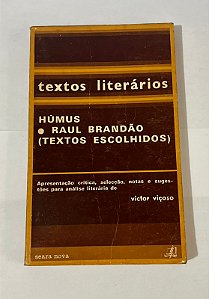 textos literários
HÚMUS
● RAUL BRANDÃO
(TEXTOS ESCOLHIDOS)
Apresentação crítica, selecção, notas e suges-
tões para análise literária de
victor viçoso
seara nova